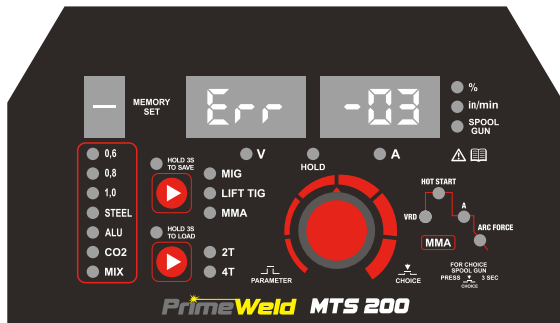 MEMORY
SET
Err
-03
%
in/min
SPOOL
GUN
V
HOLD
A
0,6
0,8
1,0
STEEL
ALU
CO2
MIX
HOLD 3S
TO SAVE
HOLD 3S
TO LOAD
MIG
LIFT TIG
MMA
2T
4T
PARAMETER
CHOICE
HOT START
VRD
A
ARC FORCE
MMA
FOR CHOICE
SPOOL GUN
PRESS 3 SEC
CHOICE
PrimeWeld MTS 200